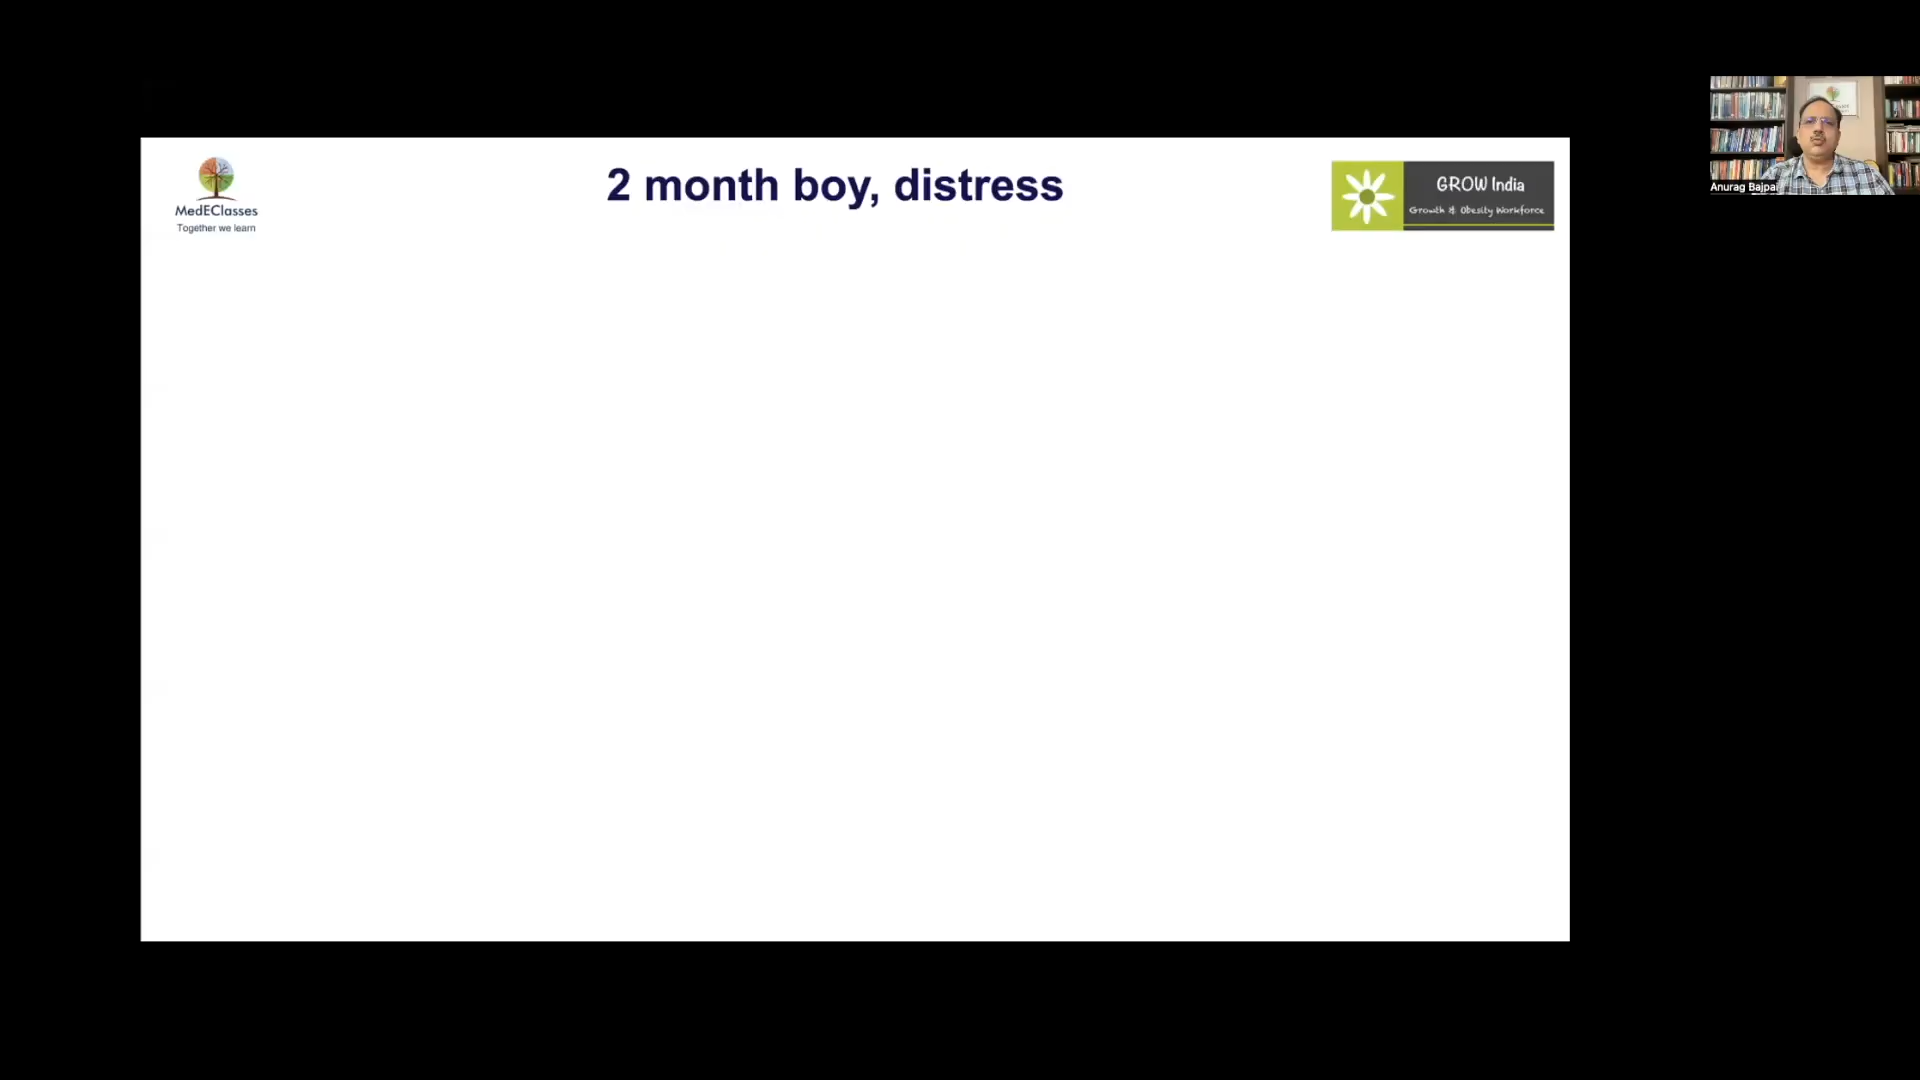 2 month boy, distress
MedEClasses
Together we learn
GROW India
Growth & Obesity Workforce
Anurag Bajpai